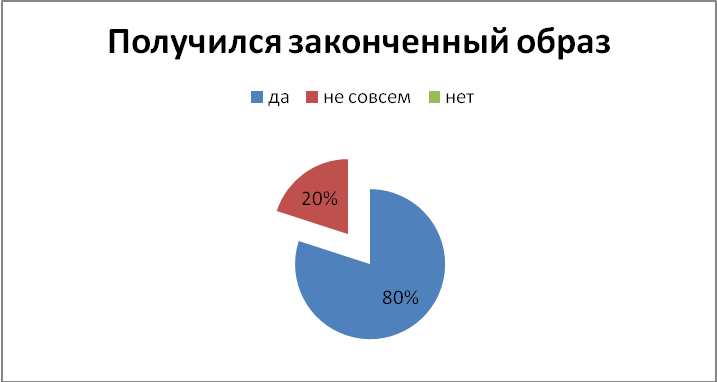 Получился законченный образ
да не совсем нет
20%
80%